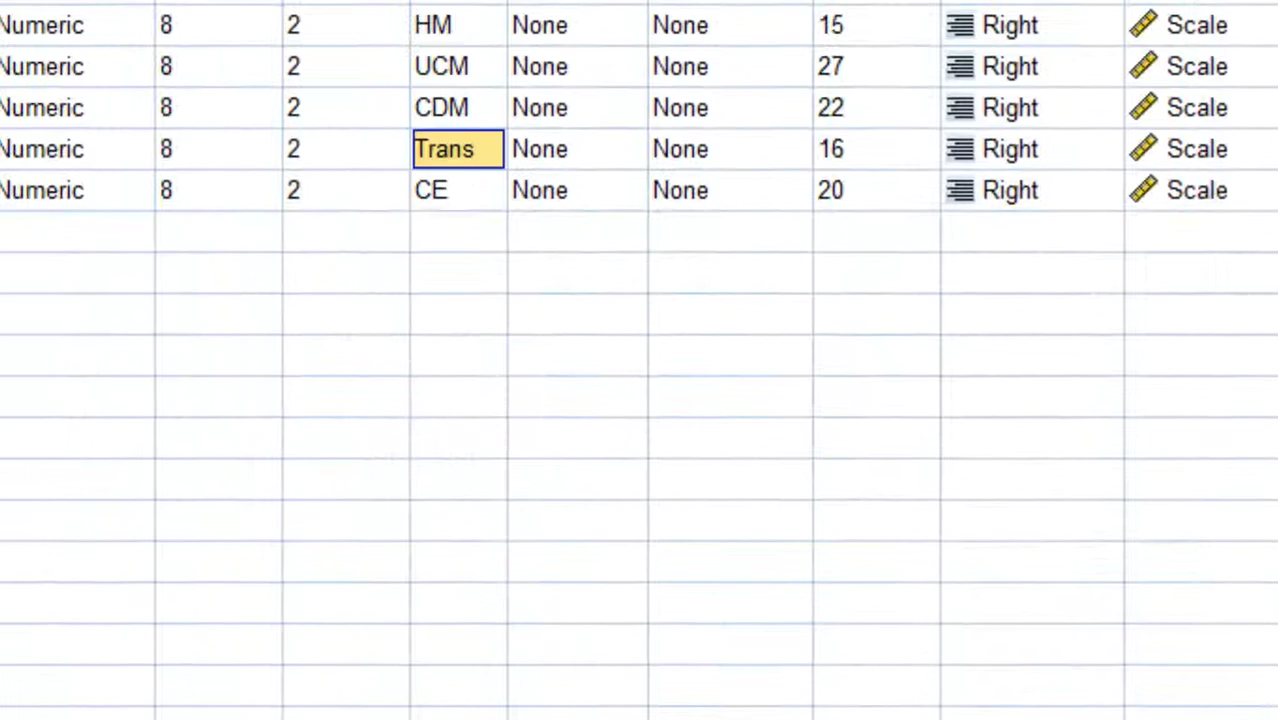 Numeric 8 2 HM None None 15 Right Scale
Numeric 8 2 UCM None None 27 Right Scale
Numeric 8 2 CDM None None 22 Right Scale
Numeric 8 2 Trans None None 16 Right Scale
Numeric 8 2 CE None None 20 Right Scale